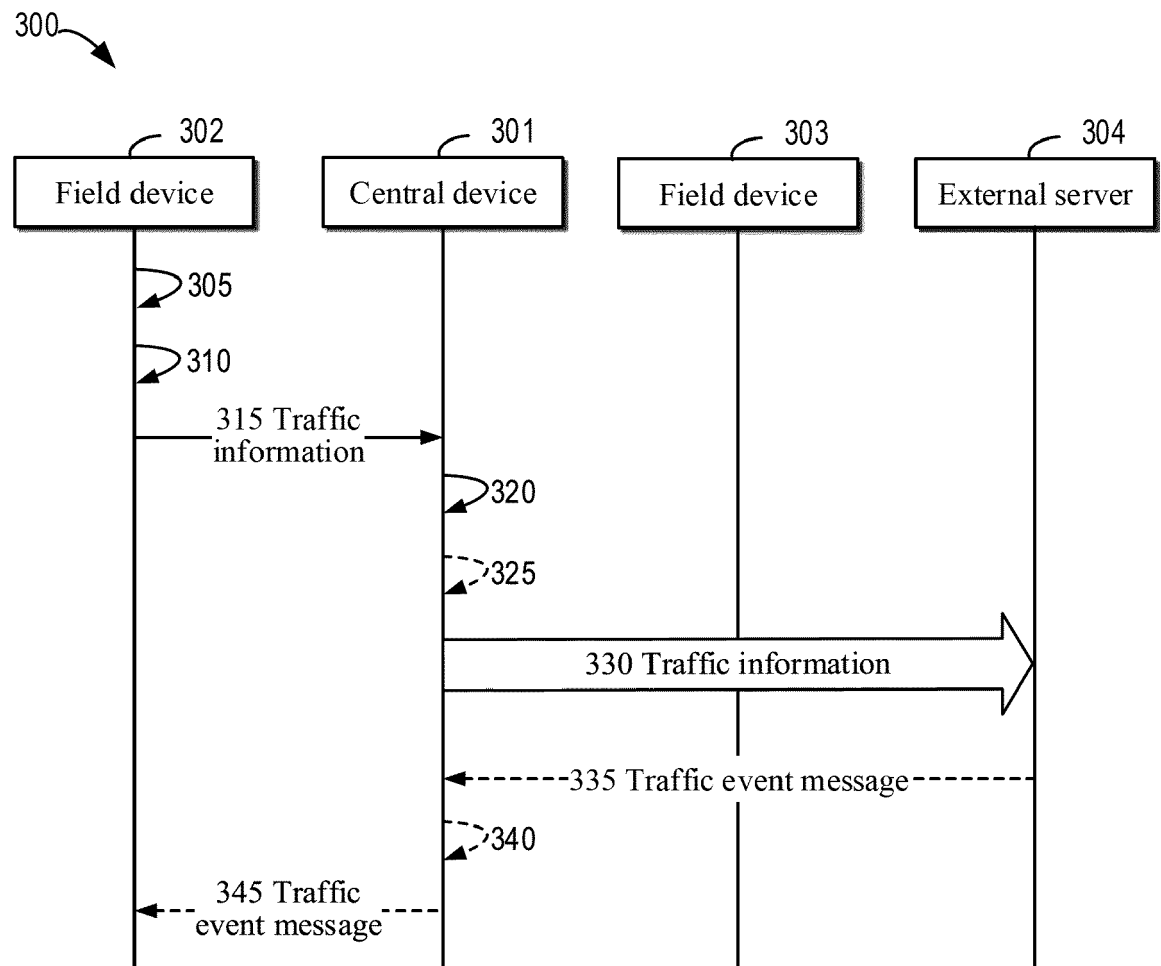 300
302
301
303
304
Field device
Central device
Field device
External server
305
310
315 Traffic
information
320
325
330 Traffic information
335 Traffic event message
340
345 Traffic
event message